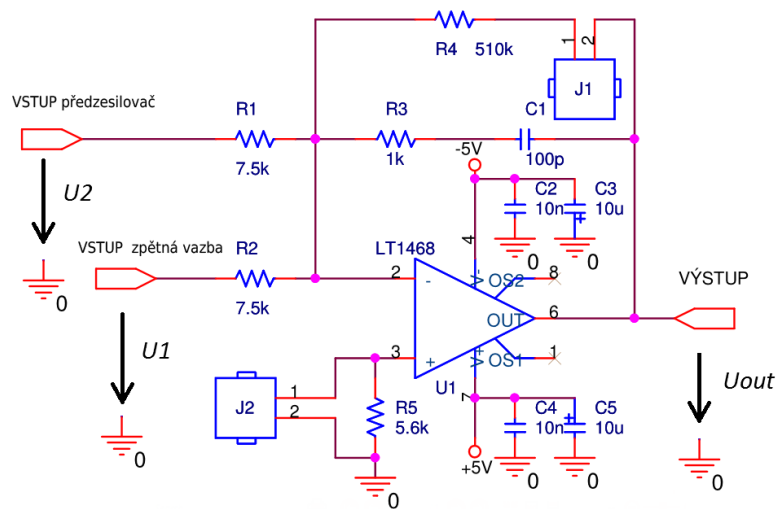 R4 510k
1
2
J1
VSTUP předzesilovač
R1
7.5k
R3
1k
C1
100p
-5V
U2
0
C2
10n
C3
10u
0
0
4
VSTUP zpětná vazba
R2
7.5k
LT1468
2
-
V-
OS2
8
OUT
6
VÝSTUP
U1
0
3
+
V+
OS1
1
U1
7
J2
1
2
R5
5.6k
0
C4
10n
C5
10u
+5V
0
0
Uout
0